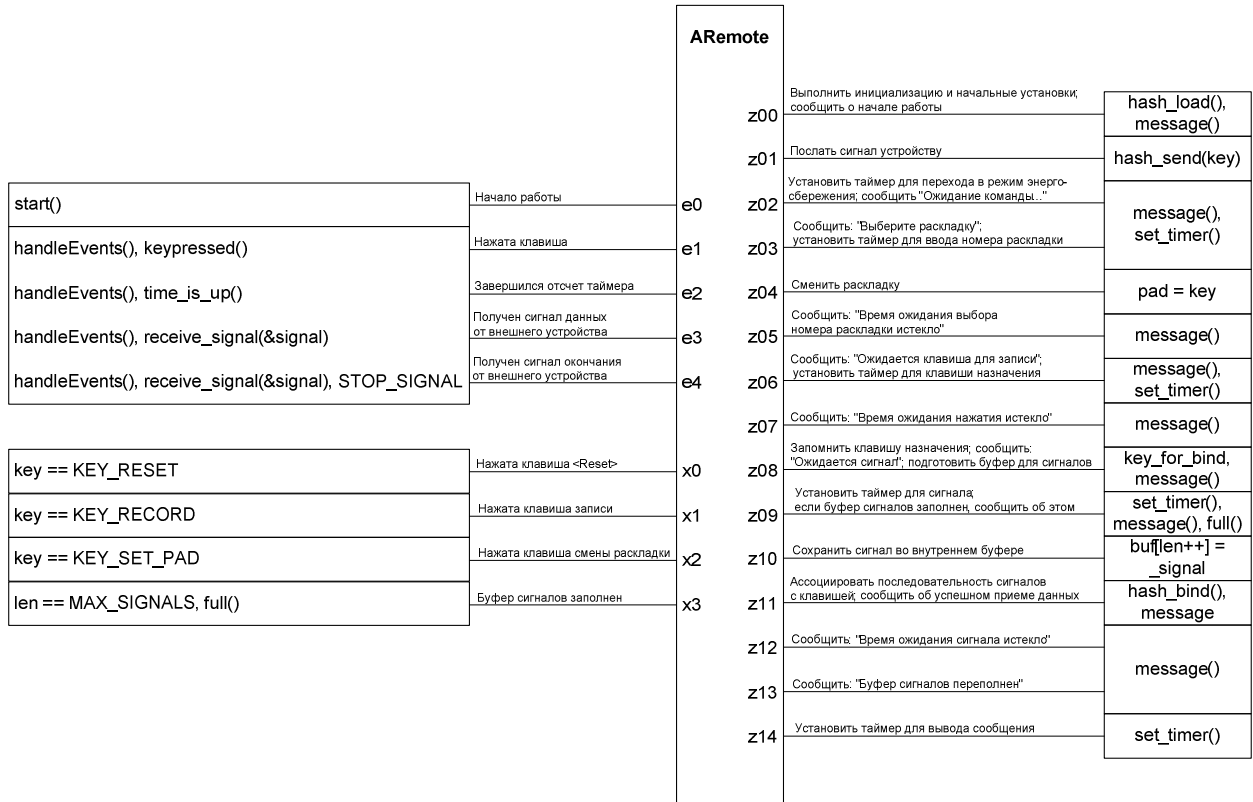 ARemote
start()
Начало работы
e0
handleEvents(), keypressed()
Нажата клавиша
e1
handleEvents(), time_is_up()
Завершился отсчет таймера
e2
handleEvents(), receive_signal(&signal)
Получен сигнал данных
от внешнего устройства
e3
handleEvents(), receive_signal(&signal), STOP_SIGNAL
Получен сигнал окончания
от внешнего устройства
e4
key == KEY_RESET
Нажата клавиша <Reset>
x0
key == KEY_RECORD
Нажата клавиша записи
x1
key == KEY_SET_PAD
Нажата клавиша смены раскладки
x2
len == MAX_SIGNALS, full()
Буфер сигналов заполнен
x3
z00
Выполнить инициализацию и начальные установки;
сообщить о начале работы
hash_load(),
message()
z01
Послать сигнал устройству
hash_send(key)
z02
Установить таймер для перехода в режим энерго-
сбережения; сообщить "Ожидание команды..."
z03
Сообщить: "Выберите раскладку";
установить таймер для ввода номера раскладки
message(),
set_timer()
z04
Сменить раскладку
pad = key
z05
Сообщить: "Время ожидания выбора
номера раскладки истекло"
message()
z06
Сообщить: "Ожидается клавиша для записи";
установить таймер для клавиши назначения
message(),
set_timer()
z07
Сообщить: "Время ожидания нажатия истекло"
message()
z08
Запомнить клавишу назначения; сообщить:
"Ожидается сигнал"; подготовить буфер для сигналов
key_for_bind,
message()
z09
Установить таймер для сигнала;
если буфер сигналов заполнен, сообщить об этом
set_timer(),
message(), full()
z10
Сохранить сигнал во внутреннем буфере
buf[len++] =
_signal
z11
Ассоциировать последовательность сигналов
с клавишей; сообщить об успешном приеме данных
hash_bind(),
message
z12
Сообщить: "Время ожидания сигнала истекло"
z13
Сообщить: "Буфер сигналов переполнен"
message()
z14
Установить таймер для вывода сообщения
set_timer()